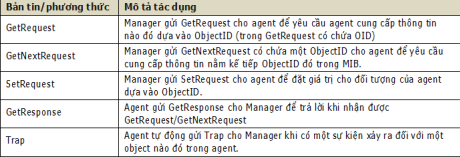 Bản tin/phương thức Mô tả tác dụng
GetRequest
Manager gửi GetRequest cho agent để yêu cầu agent cung cấp thông tin
nào đó dựa vào ObjectID (trong GetRequest có chứa OID)
GetNextRequest
Manager gửi GetNextRequest có chứa một ObjectID cho agent để yêu cầu
cung cấp thông tin nằm kế tiếp ObjectID đó trong MIB.
SetRequest
Manager gửi SetRequest cho agent để đặt giá trị cho đối tượng của agent
dựa vào ObjectID.
GetResponse
Agent gửi GetResponse cho Manager để trả lời khi nhận được
GetRequest/GetNextRequest
Trap
Agent tự động gửi Trap cho Manager khi có một sự kiện xảy ra đối với một
object nào đó trong agent.